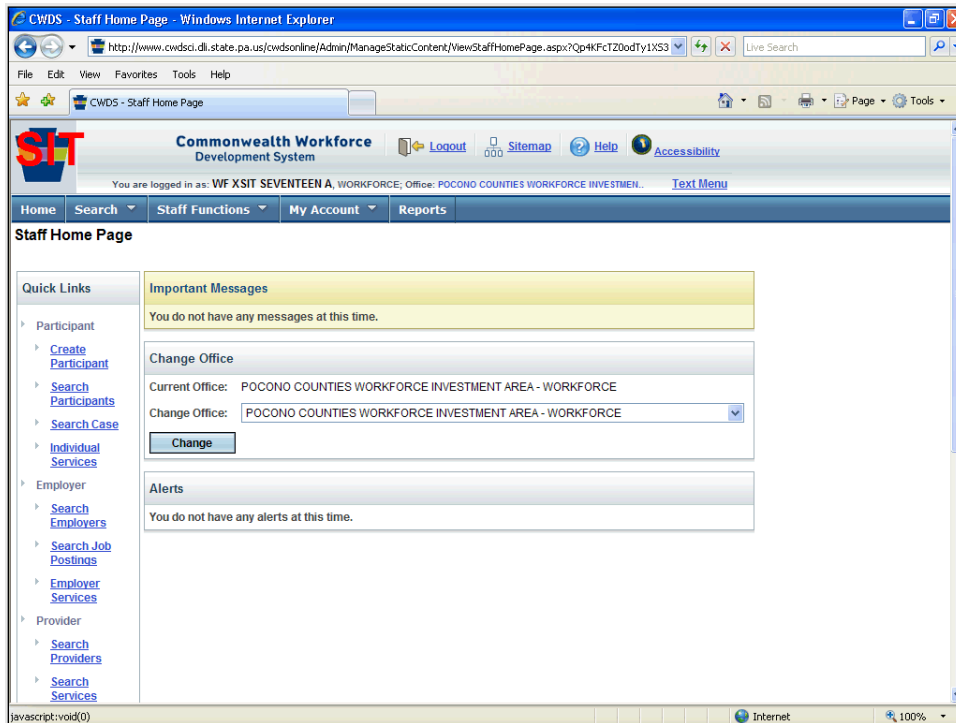 CWDS - Staff Home Page - Windows Internet Explorer
http://www.cwdsci.dli.state.pa.us/cwdsonline/Admin/ManageStaticContent/ViewStaffHomePage.aspx?Qp4KFcTZ0odTy1XS3
Live Search
File Edit View Favorites Tools Help
CWDS - Staff Home Page
Page Tools
SIT
Commonwealth Workforce
Development System
Logout Sitemap Help Accessibility
You are logged in as: WF XSIT SEVENTEEN A, WORKFORCE; Office: POCONO COUNTIES WORKFORCE INVESTMEN.. Text Menu
Home Search Staff Functions My Account Reports
Staff Home Page
Quick Links
Participant
Create
Participant
Search
Participants
Search Case
Individual
Services
Employer
Search
Employers
Search Job
Postings
Employer
Services
Provider
Search
Providers
Search
Services
Important Messages
You do not have any messages at this time.
Change Office
Current Office: POCONO COUNTIES WORKFORCE INVESTMENT AREA - WORKFORCE
Change Office: POCONO COUNTIES WORKFORCE INVESTMENT AREA - WORKFORCE
Change
Alerts
You do not have any alerts at this time.
javascript:void(0)
Internet
100%